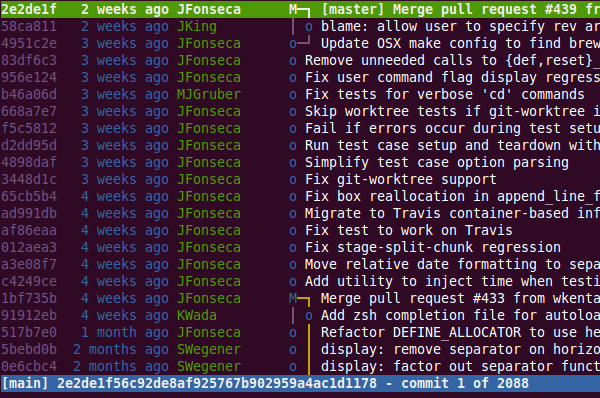 2e2de1f 2 weeks ago JFonseca M [master] Merge pull request #439 fr
58ca811 2 weeks ago JKing o blame: allow user to specify rev ar
4951c2e 3 weeks ago JFonseca o Update OSX make config to find brew
83df6c3 3 weeks ago JFonseca o Remove unneeded calls to {def,reset}_
956e124 3 weeks ago JFonseca o Fix user command flag display regress
b46a06d 3 weeks ago MJGruber o Fix tests for verbose 'cd' commands
668a7e7 3 weeks ago JFonseca o Skip worktree tests if git-worktree i
f5c5812 3 weeks ago JFonseca o Fail if errors occur during test setu
d2dd95d 3 weeks ago JFonseca o Run test case setup and teardown with
4898daf 3 weeks ago JFonseca o Simplify test case option parsing
3448d1c 3 weeks ago JFonseca o Fix git-worktree support
65cb5b4 4 weeks ago JFonseca o Fix box reallocation in append_line_f
ad991db 4 weeks ago JFonseca o Migrate to Travis container-based inf
af86eaa 4 weeks ago JFonseca o Fix test to work on Travis
012aea3 4 weeks ago JFonseca o Fix stage-split-chunk regression
a3e08f7 4 weeks ago JFonseca o Move relative date formatting to sepa
c4249ce 4 weeks ago JFonseca o Add utility to inject time when testi
1bf735b 4 weeks ago JFonseca M Merge pull request #433 from wkenta
91912eb 4 weeks ago KWada o Add zsh completion file for autoloa
517b7e0 1 month ago JFonseca o Refactor DEFINE_ALLOCATOR to use he
5bebd0b 2 months ago SWegener o display: remove separator on horizo
0e6cbc4 2 months ago SWegener o display: factor out separator funct
[main] 2e2de1f56c92de8af925767b902959a4ac1d1178 - commit 1 of 2088